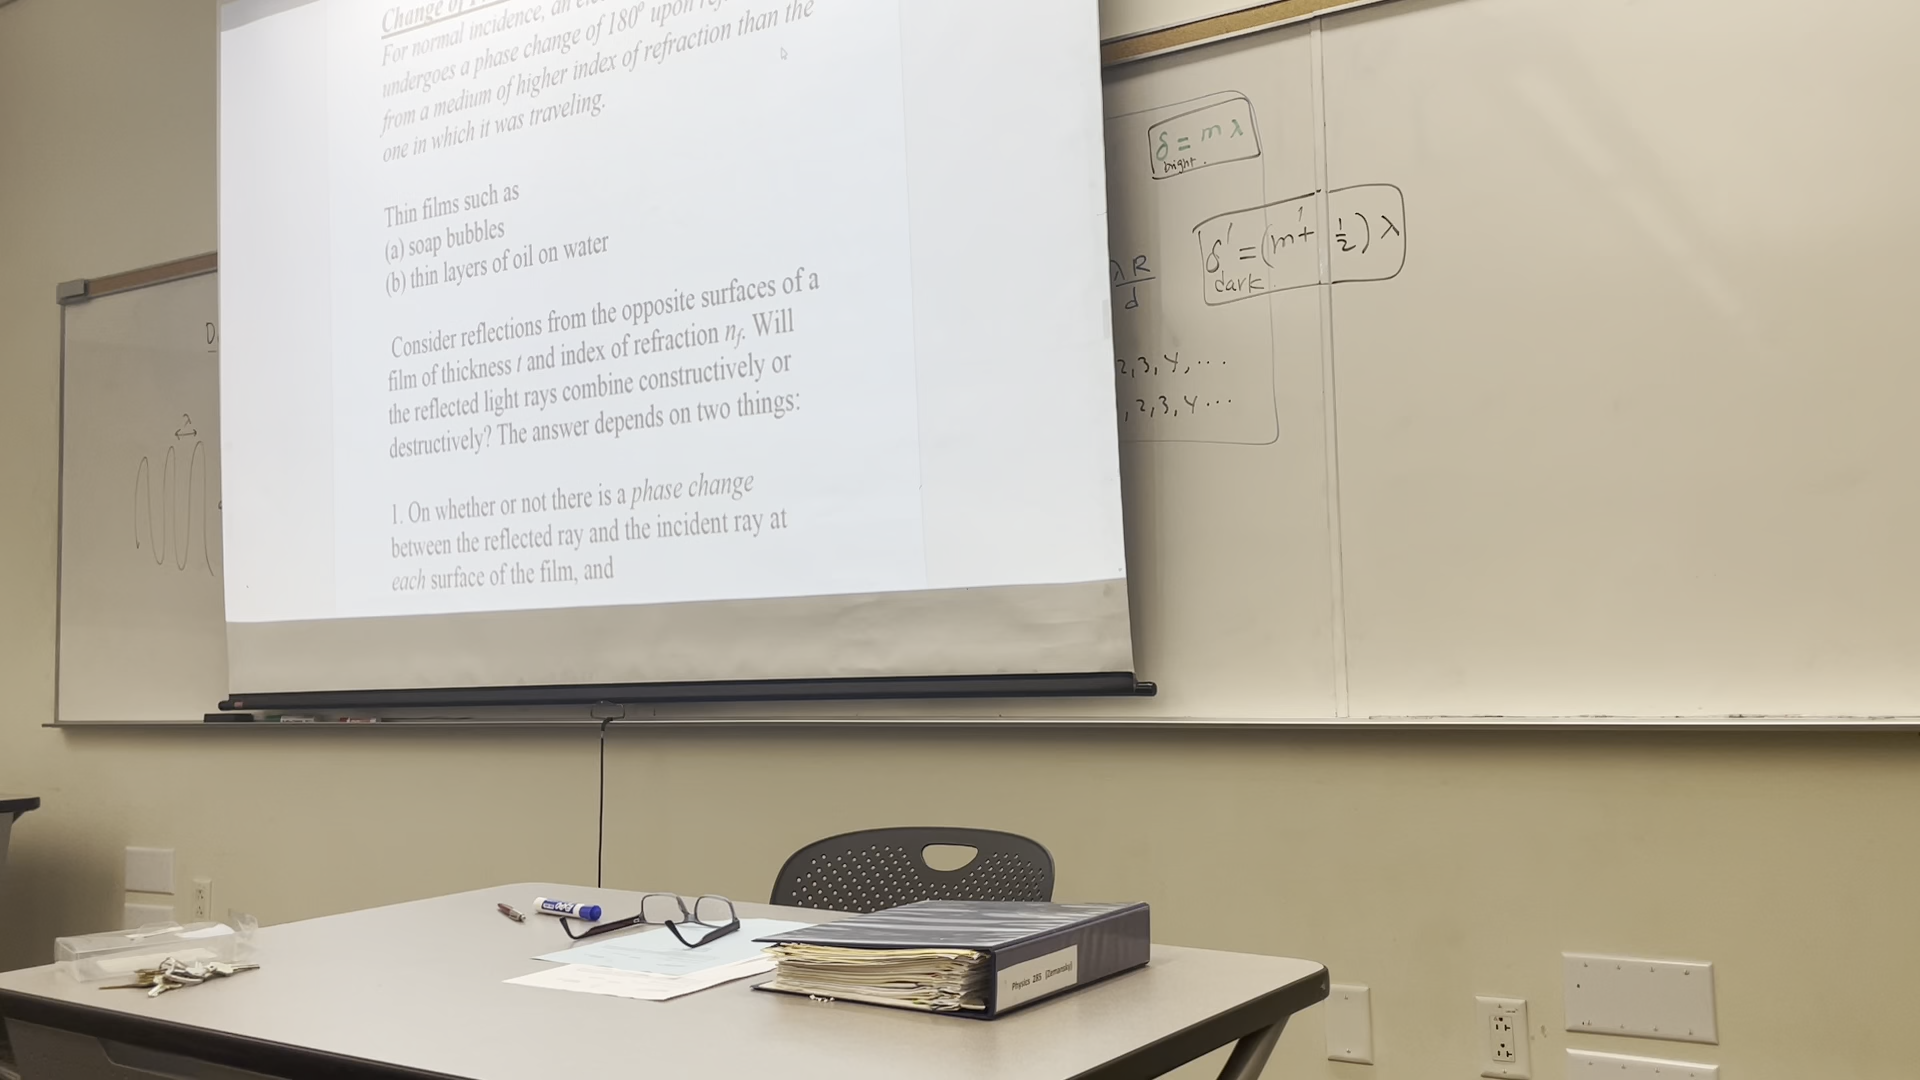 Change of
For normal incidence, an
undergoes a phase change of 180º upon
from a medium of higher index of refraction than the
one in which it was traveling.
Thin films such as
(a) soap bubbles
(b) thin layers of oil on water
Consider reflections from the opposite surfaces of a
film of thickness t and index of refraction nf. Will
the reflected light rays combine constructively or
destructively? The answer depends on two things:
1. On whether or not there is a phase change
between the reflected ray and the incident ray at
each surface of the film, and
δ = m λ
bright.
δ' = (m' + 1/2) λ
dark.
λ R
d
2, 3, 4, ...
, 2, 3, 4 ...
D
λ
Physics 285 (Zemansky)